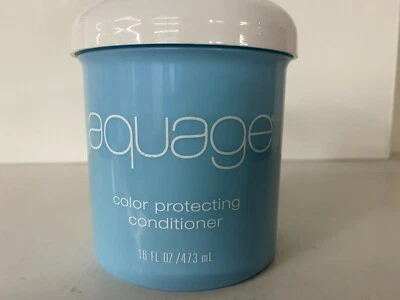 aquage
color protecting
conditioner
16 FL OZ/473 mL